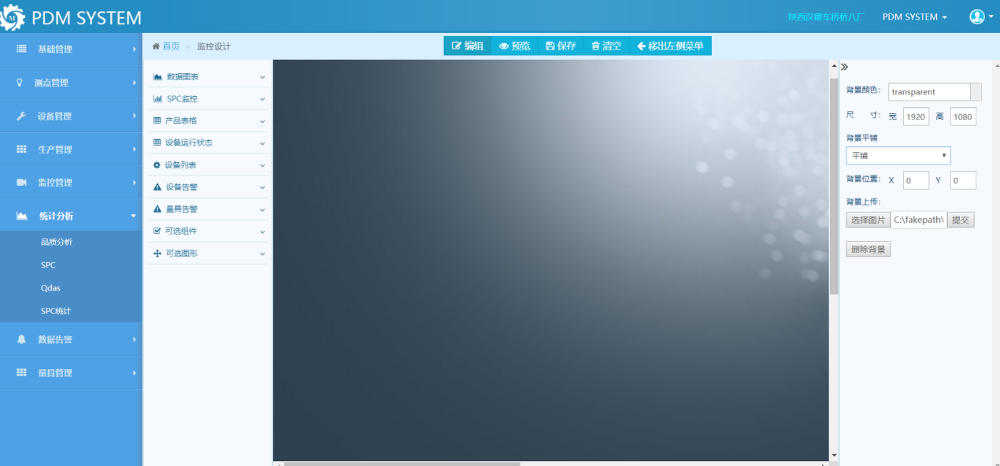 PDM SYSTEM
陕西汉德车桥桥八厂
PDM SYSTEM
基础管理
测点管理
设备管理
生产管理
监控管理
统计分析
品质分析
SPC
Qdas
SPC统计
数据告警
量具管理
首页 > 监控设计
编辑 预览 保存 清空 移出左侧菜单
数据图表
SPC监控
产品表格
设备运行状态
设备列表
设备告警
量具告警
可选组件
可选图形
背景颜色: transparent
尺 寸: 宽 1920 高 1080
背景平铺
平铺
背景位置: X 0 Y 0
背景上传:
选择图片 C:\fakepath\ 提交
删除背景